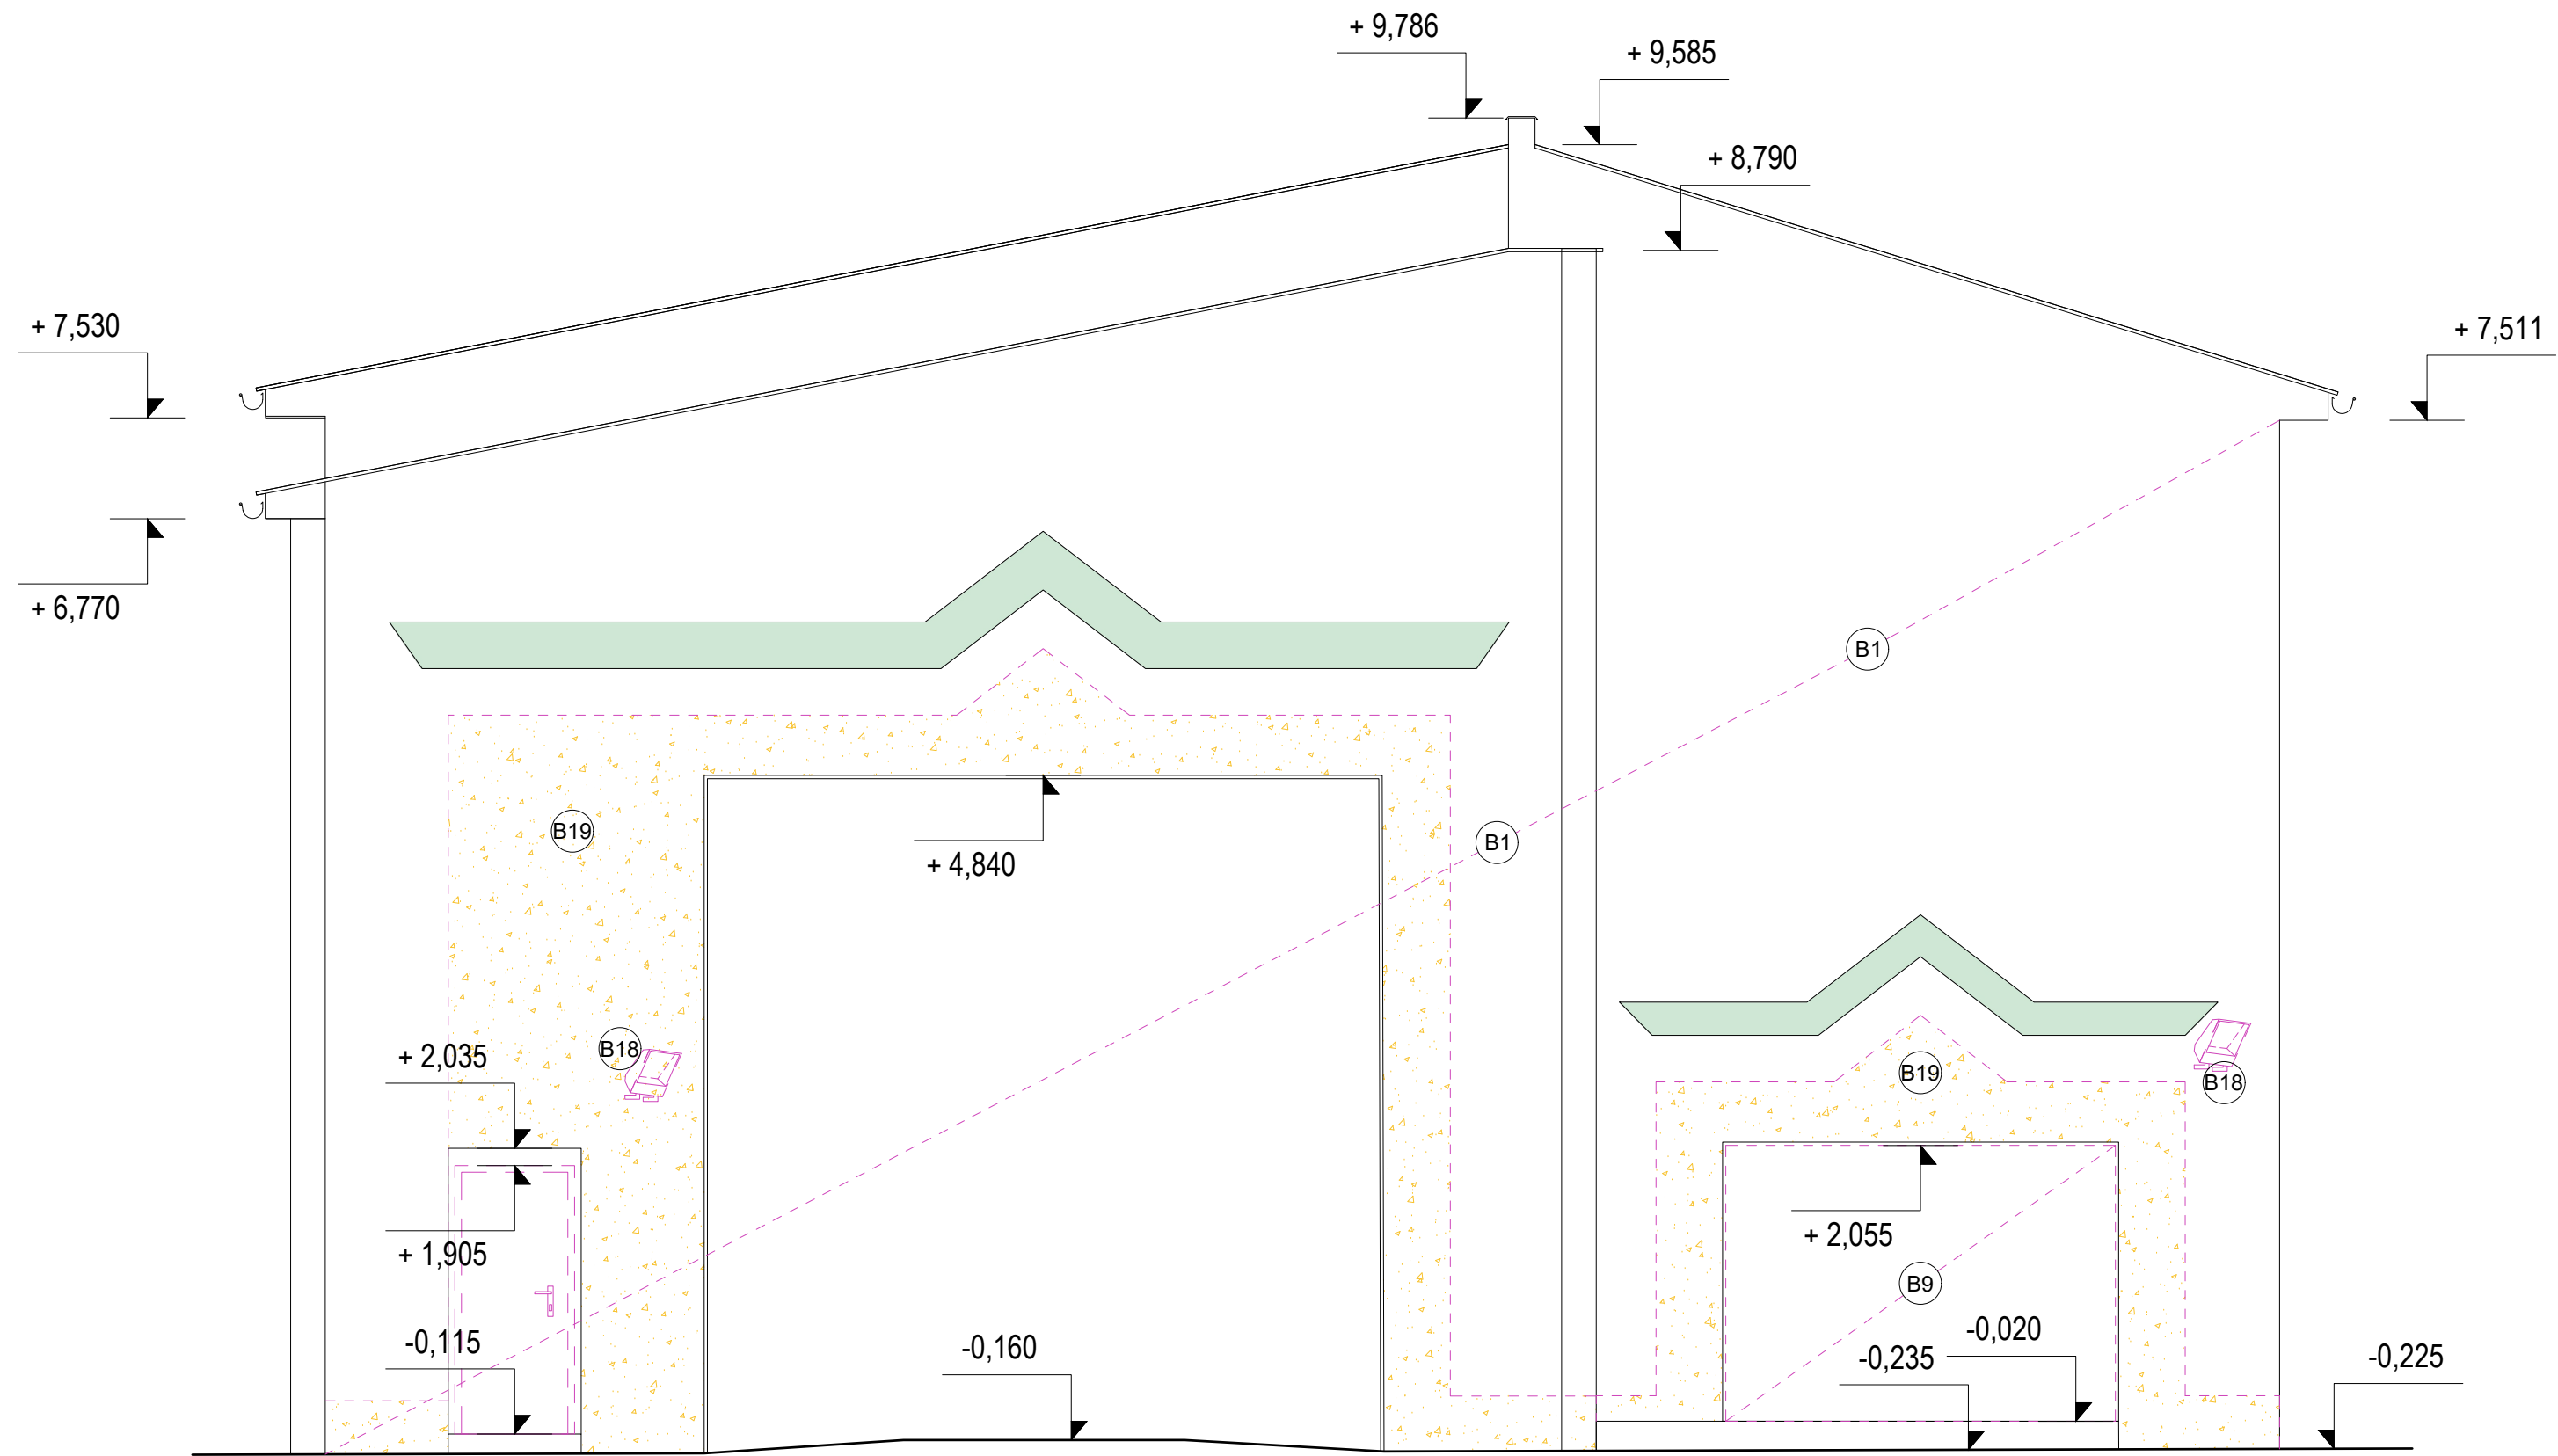 + 9,786
+ 9,585
+ 8,790
+ 7,530
+ 7,511
+ 6,770
B1
B19
B1
+ 4,840
B18
+ 2,035
B19
B18
+ 2,055
+ 1,905
B9
-0,115
-0,160
-0,020
-0,235
-0,225